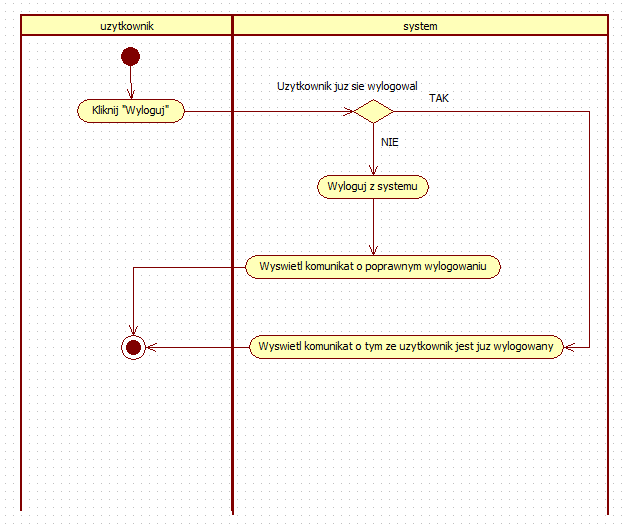 uzytkownik
system
Uzytkownik juz sie wylogowal
TAK
Kliknij "Wyloguj"
NIE
Wyloguj z systemu
Wyswietl komunikat o poprawnym wylogowaniu
Wyswietl komunikat o tym ze uzytkownik jest juz wylogowany